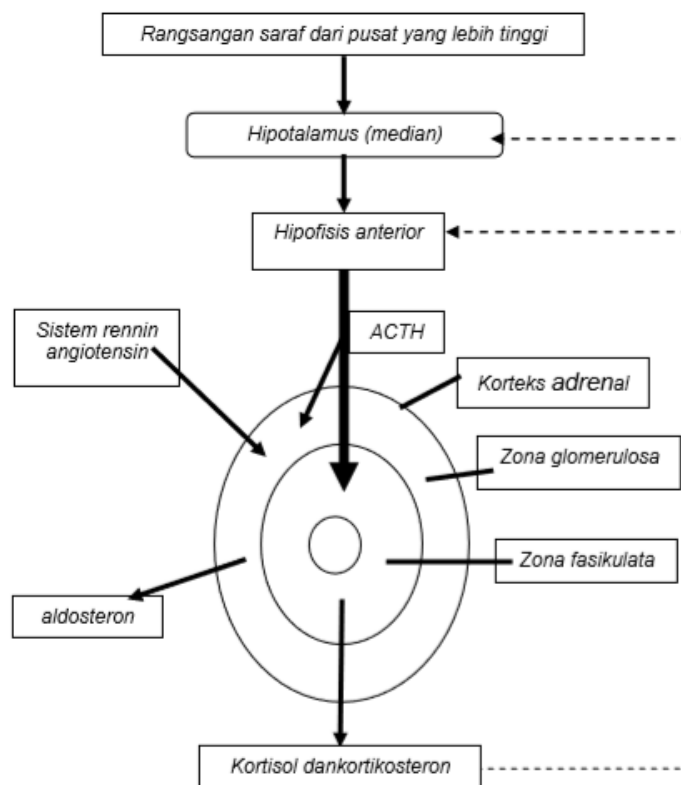 Rangsangan saraf dari pusat yang lebih tinggi
Hipotalamus (median)
Hipofisis anterior
Sistem rennin
angiotensin
ACTH
Korteks adrenal
Zona glomerulosa
Zona fasikulata
aldosteron
Kortisol dankortikosteron